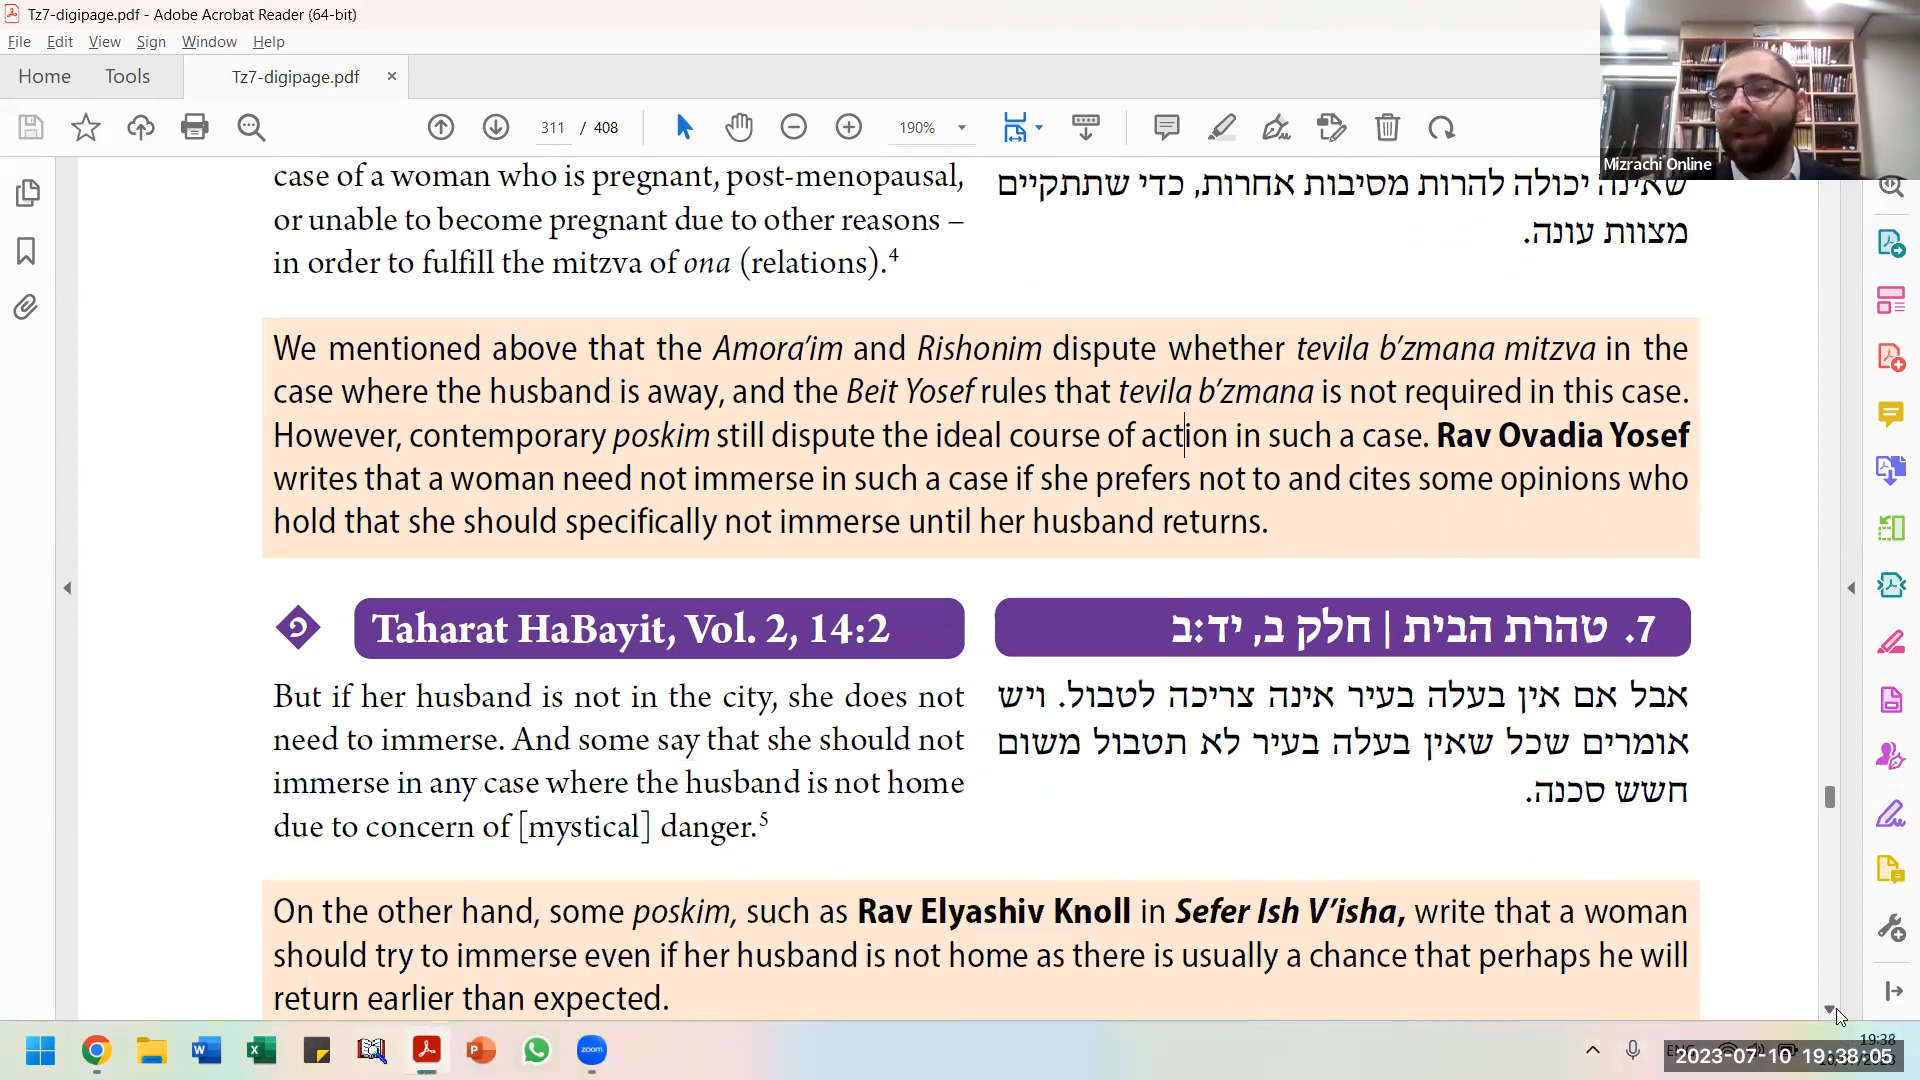 Tz7-digipage.pdf - Adobe Acrobat Reader (64-bit)
File Edit View Sign Window Help
Home Tools Tz7-digipage.pdf ×
311 / 408 190%
Mizrachi Online
case of a woman who is pregnant, post-menopausal,
or unable to become pregnant due to other reasons –
in order to fulfill the mitzva of ona (relations).4
שאינה יכולה להרות מסיבות אחרות, כדי שתתקיים
מצוות עונה.
We mentioned above that the Amora’im and Rishonim dispute whether tevila b’zmana mitzva in the
case where the husband is away, and the Beit Yosef rules that tevila b’zmana is not required in this case.
However, contemporary poskim still dispute the ideal course of action in such a case. Rav Ovadia Yosef
writes that a woman need not immerse in such a case if she prefers not to and cites some opinions who
hold that she should specifically not immerse until her husband returns.
Taharat HaBayit, Vol. 2, 14:2
7. טהרת הבית | חלק ב, יד:ב
But if her husband is not in the city, she does not
need to immerse. And some say that she should not
immerse in any case where the husband is not home
due to concern of [mystical] danger.5
אבל אם אין בעלה בעיר אינה צריכה לטבול. ויש
אומרים שכל שאין בעלה בעיר לא תטבול משום
חשש סכנה.
On the other hand, some poskim, such as Rav Elyashiv Knoll in Sefer Ish V’isha, write that a woman
should try to immerse even if her husband is not home as there is usually a chance that perhaps he will
return earlier than expected.
zoom
19:38
2023-07-10 19:38:05